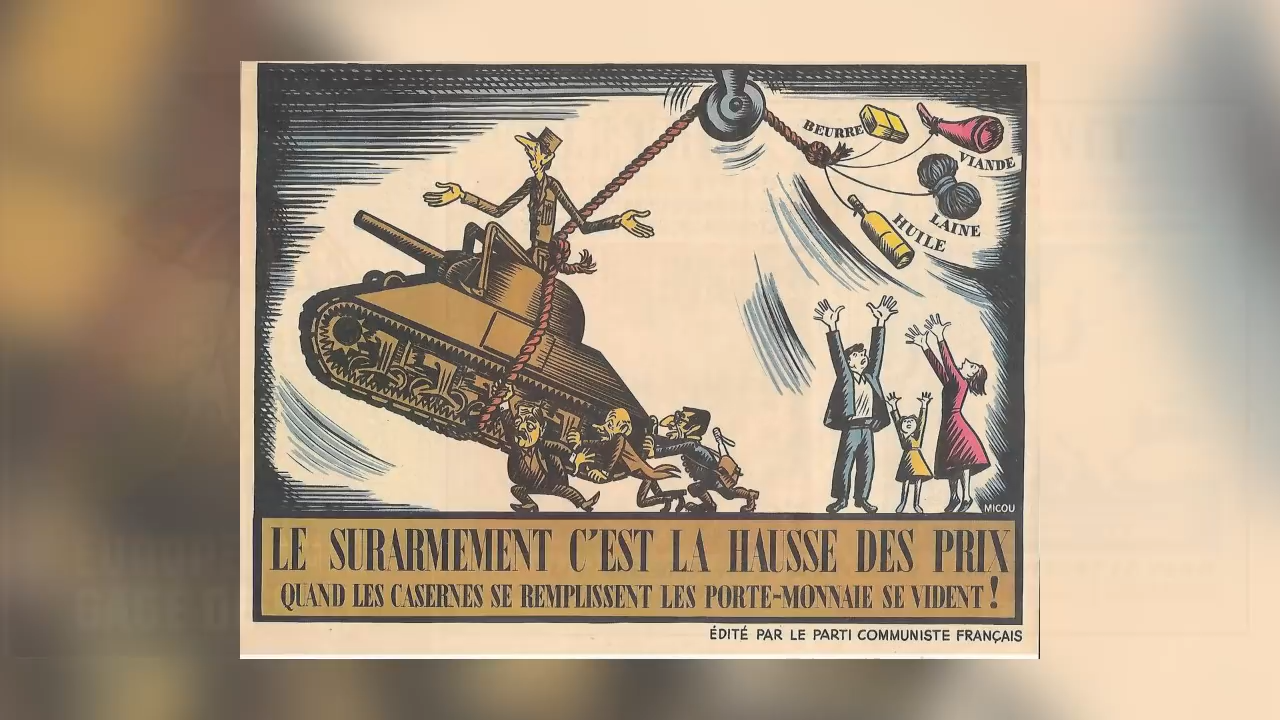 BEURRE
VIANDE
LAINE
HUILE
MICOU
LE SURARMEMENT C'EST LA HAUSSE DES PRIX
QUAND LES CASERNES SE REMPLISSENT LES PORTE-MONNAIE SE VIDENT!
ÉDITÉ PAR LE PARTI COMMUNISTE FRANÇAIS